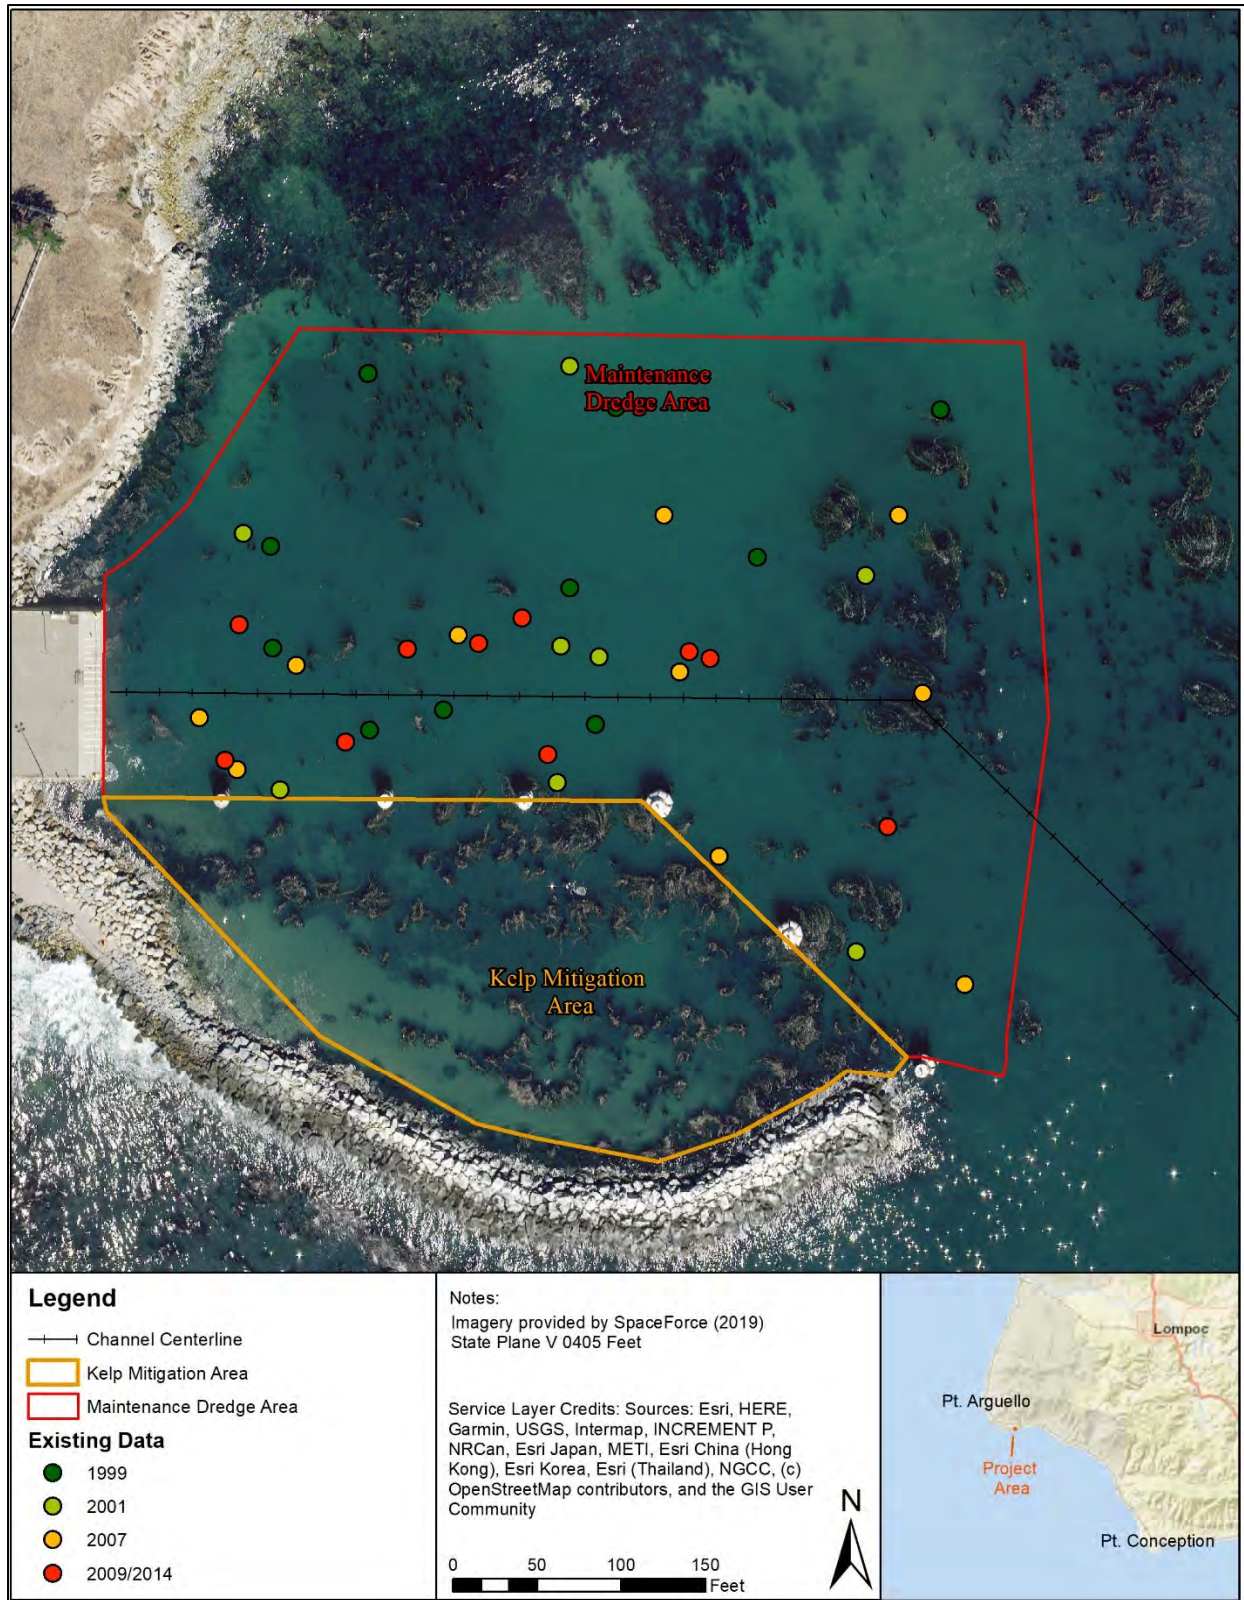 Maintenance
Dredge Area
Kelp Mitigation
Area
Legend
Channel Centerline
Kelp Mitigation Area
Maintenance Dredge Area
Existing Data
1999
2001
2007
2009/2014
Notes:
Imagery provided by SpaceForce (2019)
State Plane V 0405 Feet
Service Layer Credits: Sources: Esri, HERE,
Garmin, USGS, Intermap, INCREMENT P,
NRCan, Esri Japan, METI, Esri China (Hong
Kong), Esri Korea, Esri (Thailand), NGCC, (c)
OpenStreetMap contributors, and the GIS User
Community
0 50 100 150
Feet
N
Lompoc
Pt. Arguello
Project
Area
Pt. Conception